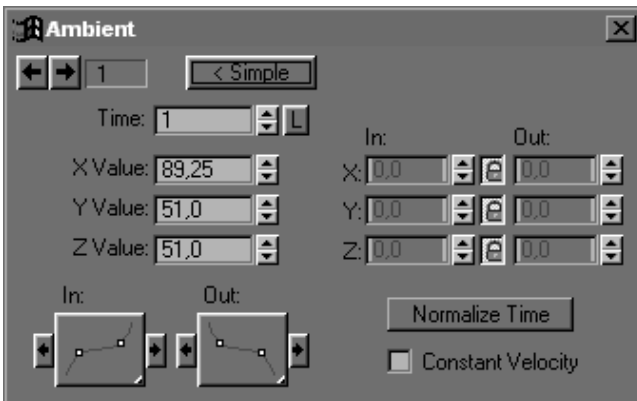 Ambient
1
< Simple
Time: 1 L
In: Out:
X Value: 89,25 X: 0,0 0,0
Y Value: 51,0 Y: 0,0 0,0
Z Value: 51,0 Z: 0,0 0,0
In: Out:
Normalize Time
Constant Velocity